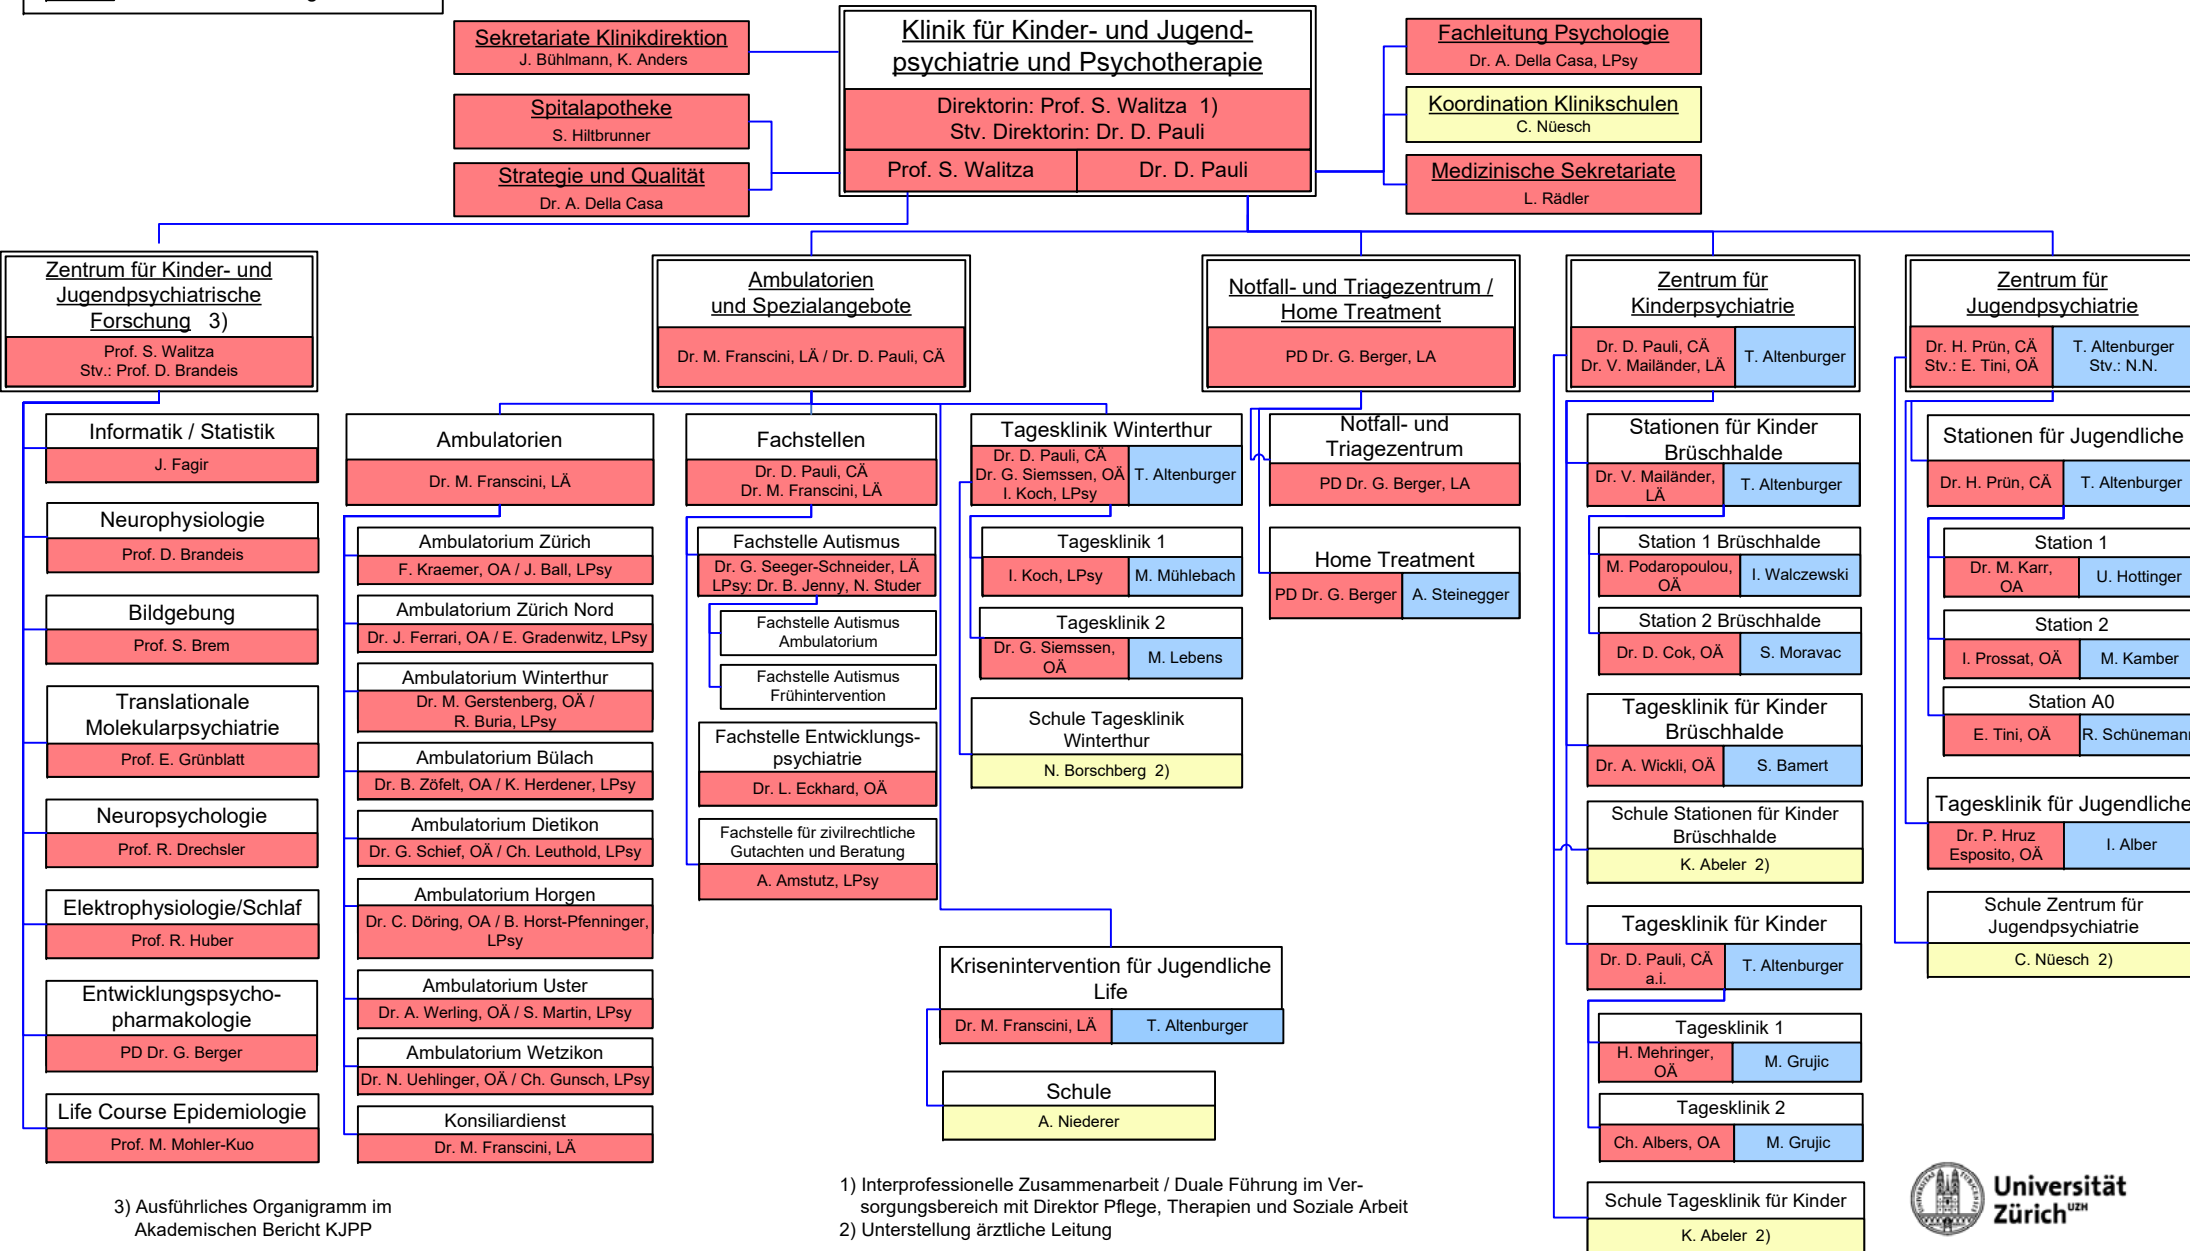 Sekretariate Klinikdirektion
J. Bühlmann, K. Anders
Spitalapotheke
S. Hiltbrunner
Strategie und Qualität
Dr. A. Della Casa
Klinik für Kinder- und Jugend-
psychiatrie und Psychotherapie
Direktorin: Prof. S. Walitza 1)
Stv. Direktorin: Dr. D. Pauli
Prof. S. Walitza
Dr. D. Pauli
Fachleitung Psychologie
Dr. A. Della Casa, LPsy
Koordination Klinikschulen
C. Nüesch
Medizinische Sekretariate
L. Rädler
Zentrum für Kinder- und
Jugendpsychiatrische
Forschung 3)
Prof. S. Walitza
Stv.: Prof. D. Brandeis
Informatik / Statistik
J. Fagir
Neurophysiologie
Prof. D. Brandeis
Bildgebung
Prof. S. Brem
Translationale
Molekularpsychiatrie
Prof. E. Grünblatt
Neuropsychologie
Prof. R. Drechsler
Elektrophysiologie/Schlaf
Prof. R. Huber
Entwicklungspsycho-
pharmakologie
PD Dr. G. Berger
Life Course Epidemiologie
Prof. M. Mohler-Kuo
Ambulatorien
und Spezialangebote
Dr. M. Franscini, LÄ / Dr. D. Pauli, CÄ
Ambulatorien
Dr. M. Franscini, LÄ
Ambulatorium Zürich
F. Kraemer, OA / J. Ball, LPsy
Ambulatorium Zürich Nord
Dr. J. Ferrari, OA / E. Gradenwitz, LPsy
Ambulatorium Winterthur
Dr. M. Gerstenberg, OÄ /
R. Buria, LPsy
Ambulatorium Bülach
Dr. B. Zöfelt, OA / K. Herdener, LPsy
Ambulatorium Dietikon
Dr. G. Schief, OÄ / Ch. Leuthold, LPsy
Ambulatorium Horgen
Dr. C. Döring, OA / B. Horst-Pfenninger,
LPsy
Ambulatorium Uster
Dr. A. Werling, OÄ / S. Martin, LPsy
Ambulatorium Wetzikon
Dr. N. Uehlinger, OÄ / Ch. Gunsch, LPsy
Konsiliardienst
Dr. M. Franscini, LÄ
Fachstellen
Dr. D. Pauli, CÄ
Dr. M. Franscini, LÄ
Fachstelle Autismus
Dr. G. Seeger-Schneider, LÄ
LPsy: Dr. B. Jenny, N. Studer
Fachstelle Autismus
Ambulatorium
Fachstelle Autismus
Frühintervention
Fachstelle Entwicklungs-
psychiatrie
Dr. L. Eckhard, OÄ
Fachstelle für zivilrechtliche
Gutachten und Beratung
A. Amstutz, LPsy
Tagesklinik Winterthur
Dr. D. Pauli, CÄ
Dr. G. Siemssen, OÄ
I. Koch, LPsy
T. Altenburger
Tagesklinik 1
I. Koch, LPsy
M. Mühlebach
Tagesklinik 2
Dr. G. Siemssen,
OÄ
M. Lebens
Schule Tagesklinik
Winterthur
N. Borschberg 2)
Krisenintervention für Jugendliche
Life
Dr. M. Franscini, LÄ
T. Altenburger
Schule
A. Niederer
Notfall- und Triagezentrum /
Home Treatment
PD Dr. G. Berger, LA
Notfall- und
Triagezentrum
PD Dr. G. Berger, LA
Home Treatment
PD Dr. G. Berger
A. Steinegger
Zentrum für
Kinderpsychiatrie
Dr. D. Pauli, CÄ
Dr. V. Mailänder, LÄ
T. Altenburger
Stationen für Kinder
Brüschhalde
Dr. V. Mailänder,
LÄ
T. Altenburger
Station 1 Brüschhalde
M. Podaropoulou,
OÄ
I. Walczewski
Station 2 Brüschhalde
Dr. D. Cok, OÄ
S. Moravac
Tagesklinik für Kinder
Brüschhalde
Dr. A. Wickli, OÄ
S. Bamert
Schule Stationen für Kinder
Brüschhalde
K. Abeler 2)
Tagesklinik für Kinder
Dr. D. Pauli, CÄ
a.i.
T. Altenburger
Tagesklinik 1
H. Mehringer,
OÄ
M. Grujic
Tagesklinik 2
Ch. Albers, OA
M. Grujic
Schule Tagesklinik für Kinder
K. Abeler 2)
Zentrum für
Jugendpsychiatrie
Dr. H. Prün, CÄ
Stv.: E. Tini, OÄ
T. Altenburger
Stv.: N.N.
Stationen für Jugendliche
Dr. H. Prün, CÄ
T. Altenburger
Station 1
Dr. M. Karr,
OA
U. Hottinger
Station 2
I. Prossat, OÄ
M. Kamber
Station A0
E. Tini, OÄ
R. Schünemann
Tagesklinik für Jugendliche
Dr. P. Hruz
Esposito, OÄ
I. Alber
Schule Zentrum für
Jugendpsychiatrie
C. Nüesch 2)
3) Ausführliches Organigramm im
Akademischen Bericht KJPP
1) Interprofessionelle Zusammenarbeit / Duale Führung im Ver-
sorgungsbereich mit Direktor Pflege, Therapien und Soziale Arbeit
2) Unterstellung ärztliche Leitung
Universität
Zürich UZH